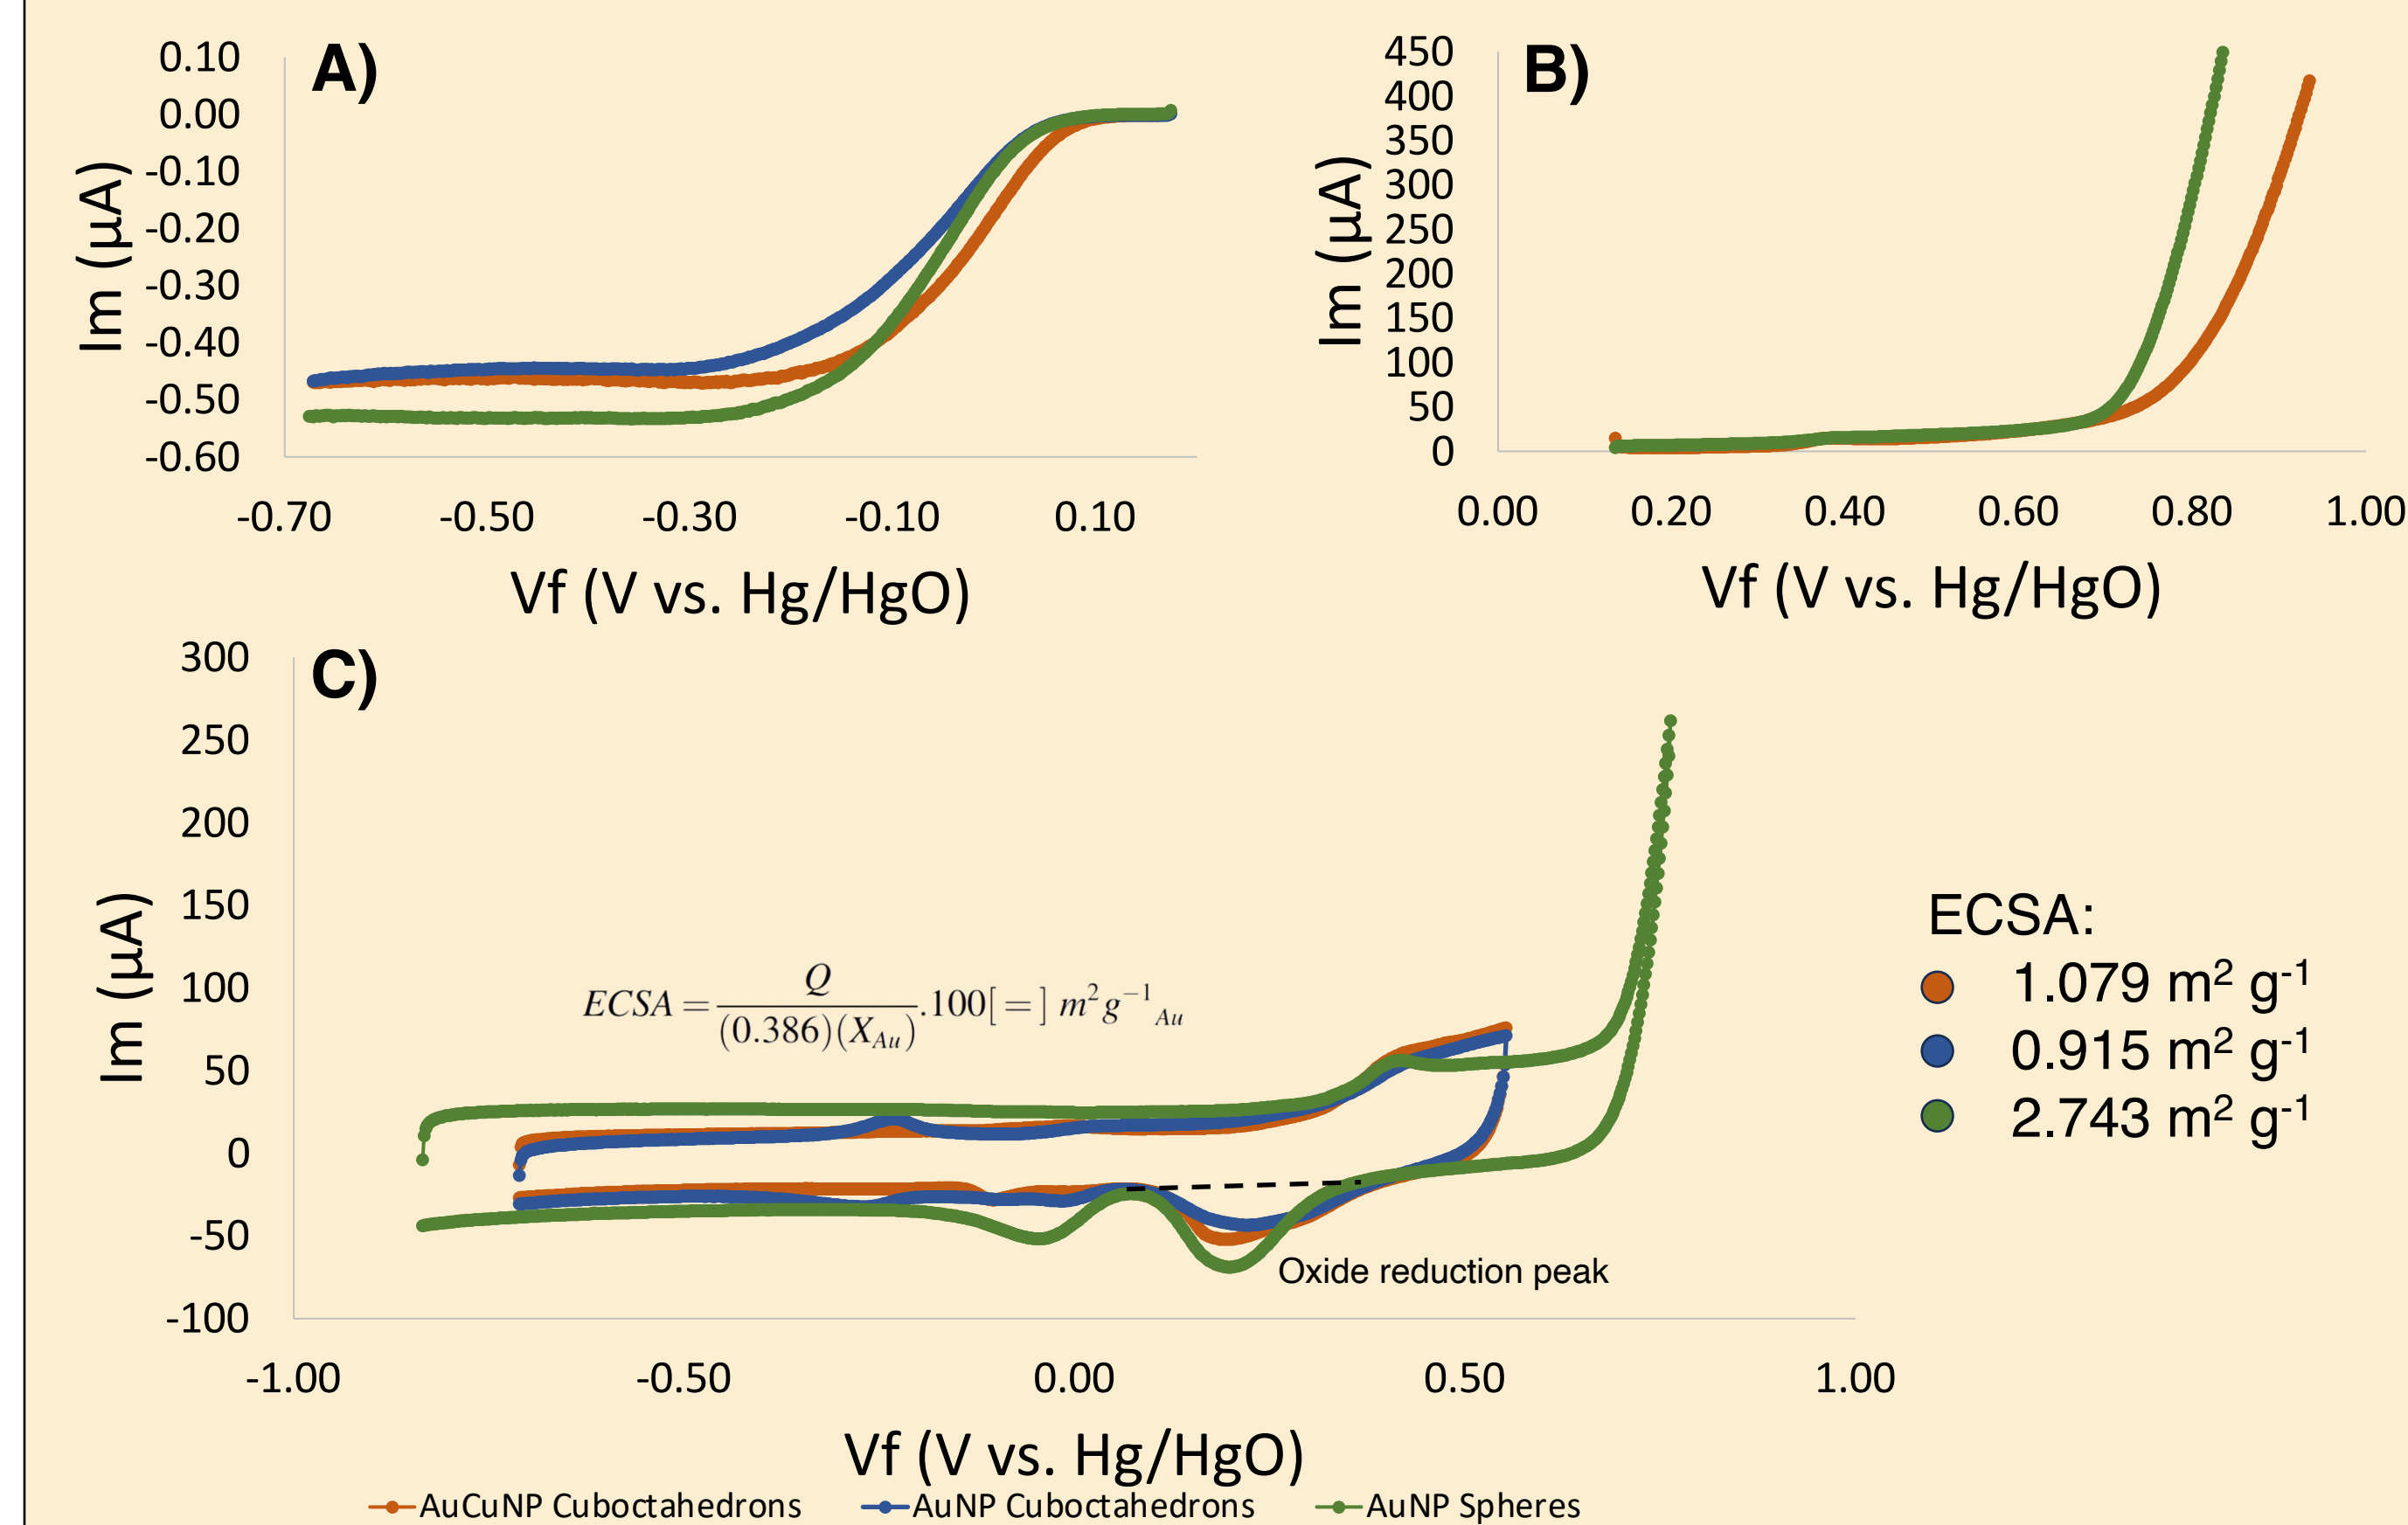 A)
0.10
0.00
-0.10
-0.20
-0.30
-0.40
-0.50
-0.60
Im (µA)
-0.70 -0.50 -0.30 -0.10 0.10
Vf (V vs. Hg/HgO)
B)
450
400
350
300
250
200
150
100
50
0
Im (µA)
0.00 0.20 0.40 0.60 0.80 1.00
Vf (V vs. Hg/HgO)
C)
300
250
200
150
100
50
0
-50
-100
Im (µA)
ECSA = Q / (0.386)(X_Au) .100[=] m² g⁻¹ _Au
Oxide reduction peak
-1.00 -0.50 0.00 0.50 1.00
Vf (V vs. Hg/HgO)
ECSA:
1.079 m² g⁻¹
0.915 m² g⁻¹
2.743 m² g⁻¹
AuCuNP Cuboctahedrons AuNP Cuboctahedrons AuNP Spheres